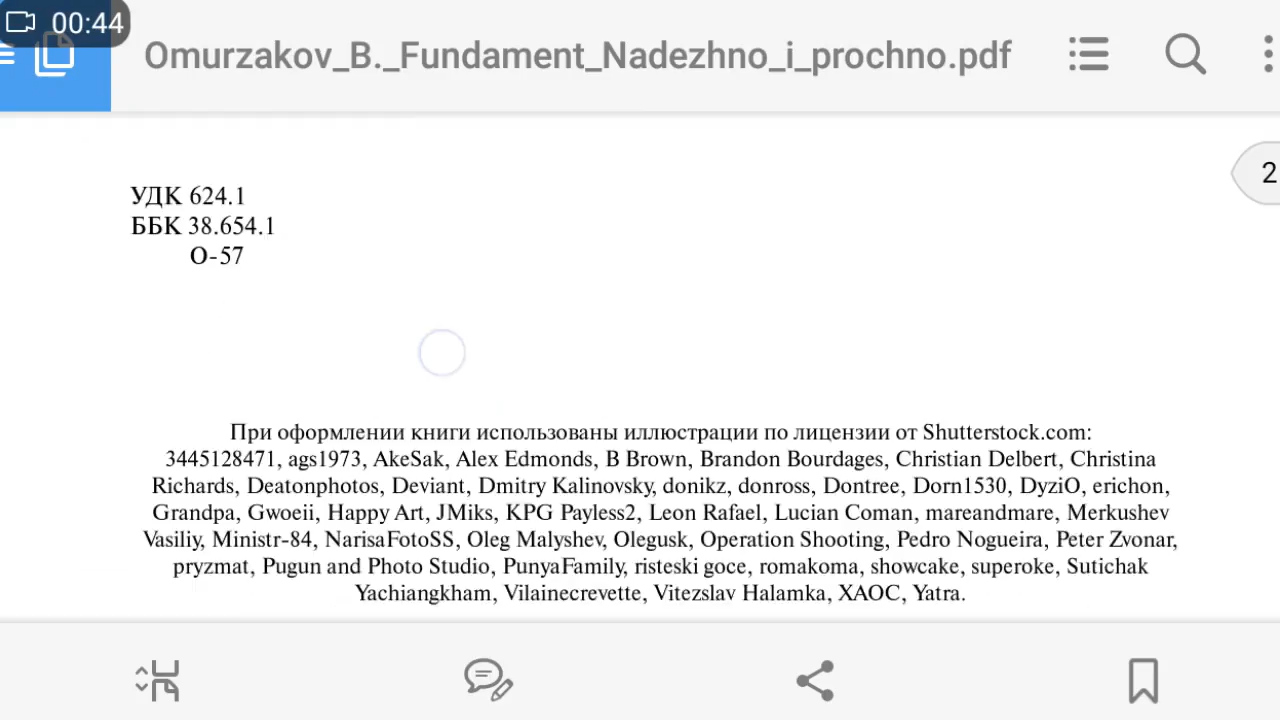 00:44
Omurzakov_B._Fundament_Nadezhno_i_prochno.pdf
2
УДК 624.1
ББК 38.654.1
О-57
При оформлении книги использованы иллюстрации по лицензии от Shutterstock.com:
3445128471, ags1973, AkeSak, Alex Edmonds, B Brown, Brandon Bourdages, Christian Delbert, Christina
Richards, Deatonphotos, Deviant, Dmitry Kalinovsky, donikz, donross, Dontree, Dorn1530, DyziO, erichon,
Grandpa, Gwoeii, Happy Art, JMiks, KPG Payless2, Leon Rafael, Lucian Coman, mareandmare, Merkushev
Vasiliy, Ministr-84, NarisaFotoSS, Oleg Malyshev, Olegusk, Operation Shooting, Pedro Nogueira, Peter Zvonar,
pryzmat, Pugun and Photo Studio, PunyaFamily, risteski goce, romakoma, showcake, superoke, Sutichak
Yachiangkham, Vilainecrevette, Vitezslav Halamka, XAOC, Yatra.